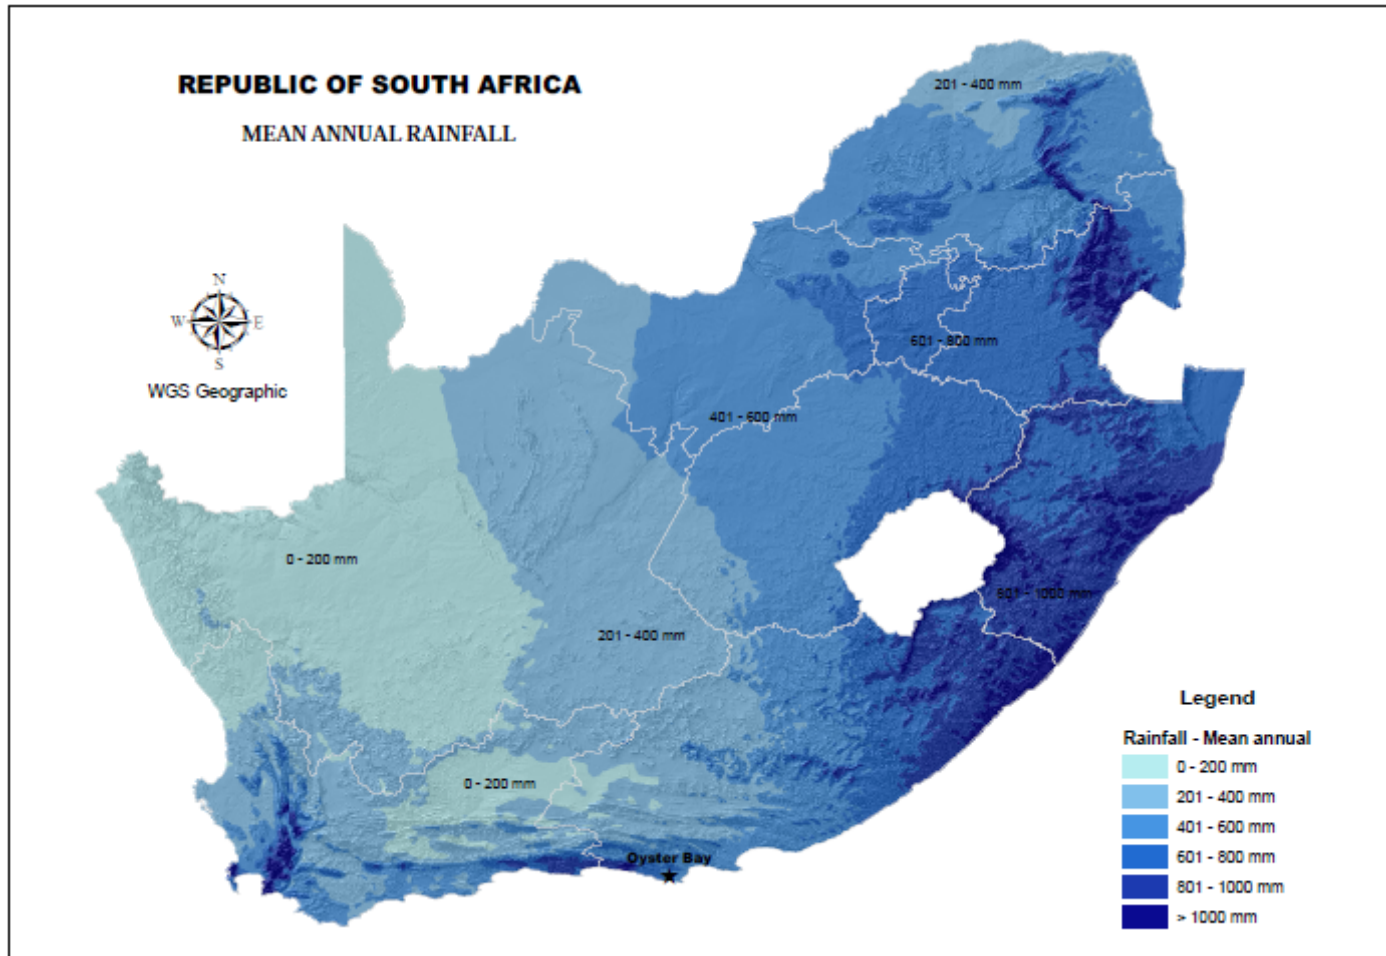 REPUBLIC OF SOUTH AFRICA
MEAN ANNUAL RAINFALL
201 - 400 mm
N
W E
S
WGS Geographic
601 - 800 mm
401 - 600 mm
0 - 200 mm
801 - 1000 mm
201 - 400 mm
0 - 200 mm
Oyster Bay
Legend
Rainfall - Mean annual
0 - 200 mm
201 - 400 mm
401 - 600 mm
601 - 800 mm
801 - 1000 mm
> 1000 mm